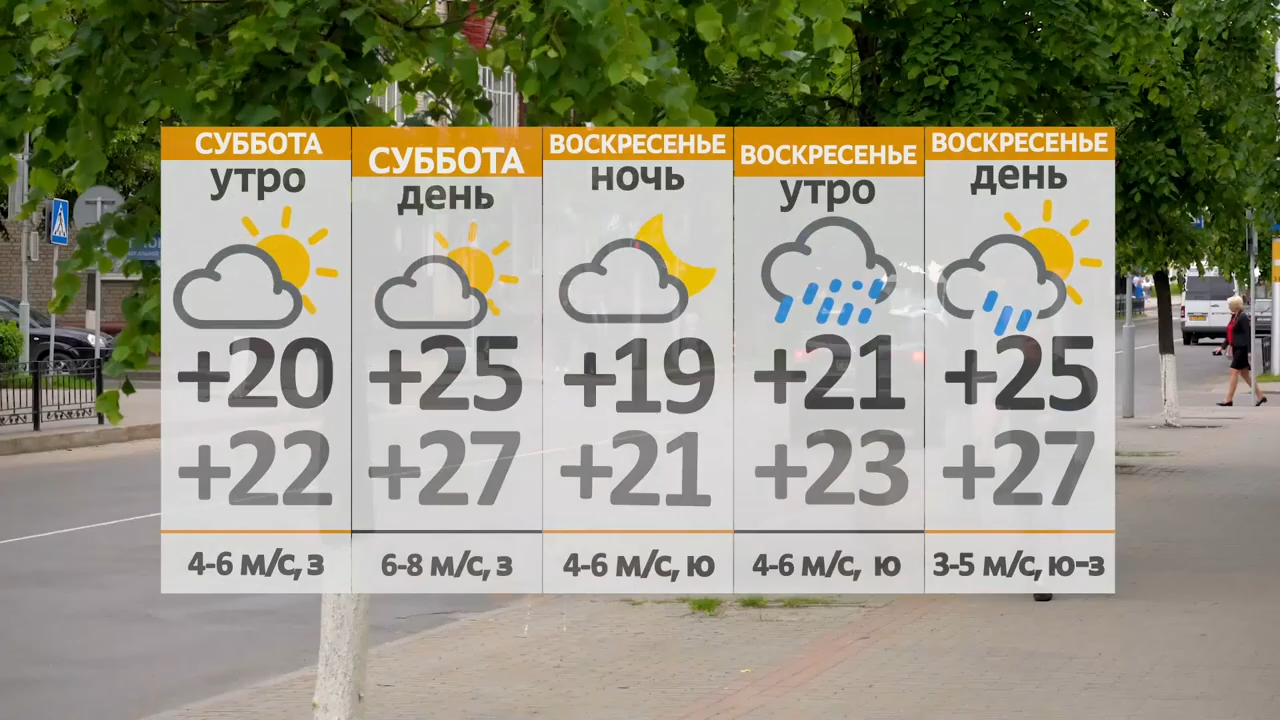 СУББОТА
утро
+20
+22
4-6 м/с, з
СУББОТА
день
+25
+27
6-8 м/с, з
ВОСКРЕСЕНЬЕ
ночь
+19
+21
4-6 м/с, ю
ВОСКРЕСЕНЬЕ
утро
+21
+23
4-6 м/с, ю
ВОСКРЕСЕНЬЕ
день
+25
+27
3-5 м/с, ю-з